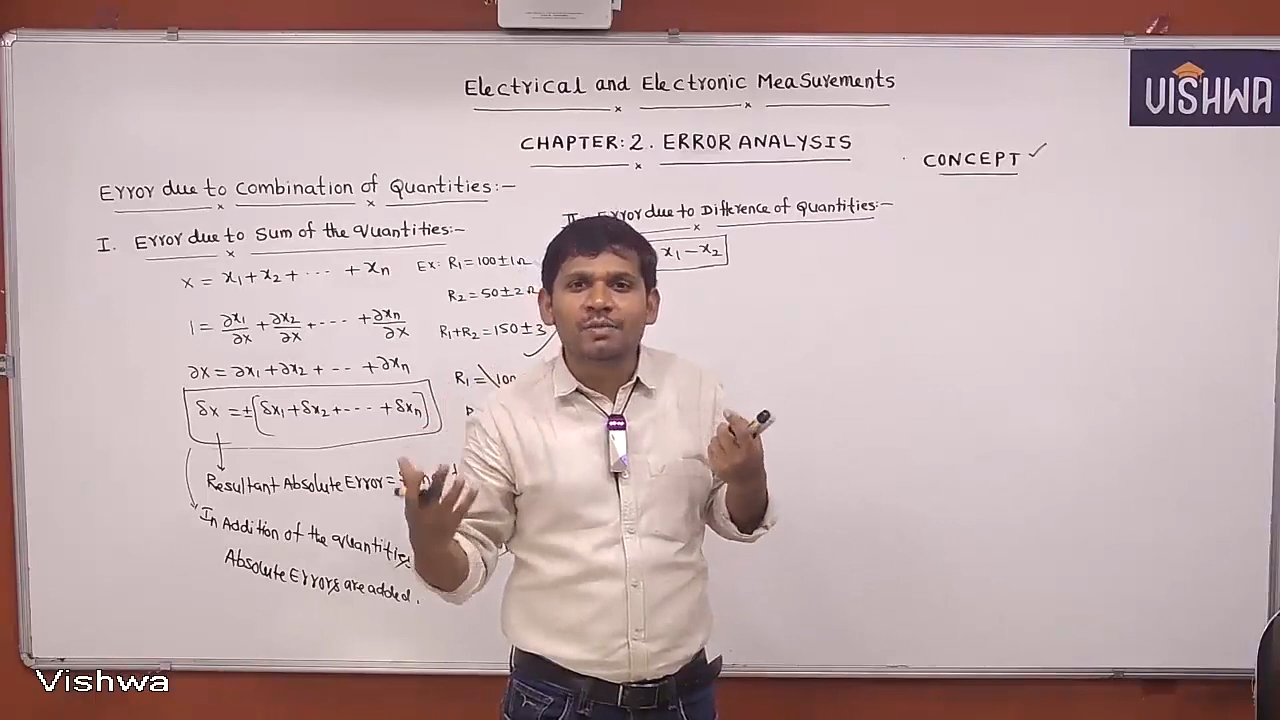 Electrical and Electronic Measurements
VISHWA
CHAPTER: 2. ERROR ANALYSIS
CONCEPT ✓
Error due to Combination of Quantities:-
I. Error due to Sum of the Quantities:-
x = x₁+x₂+ ⋯ +xₙ
1 = ∂x₁/∂x + ∂x₂/∂x + ⋯ + ∂xₙ/∂x
∂x = ∂x₁+∂x₂+ ⋯ +∂xₙ
δx = ±[δx₁+δx₂+⋯+δxₙ]
Resultant Absolute Error =
In Addition of the quantities
Absolute Errors are added.
Ex: R₁=100±1Ω
R₂=50±2Ω
R₁+R₂=150±3
R₁=
Error due to Difference of Quantities:-
x₁-x₂
Vishwa